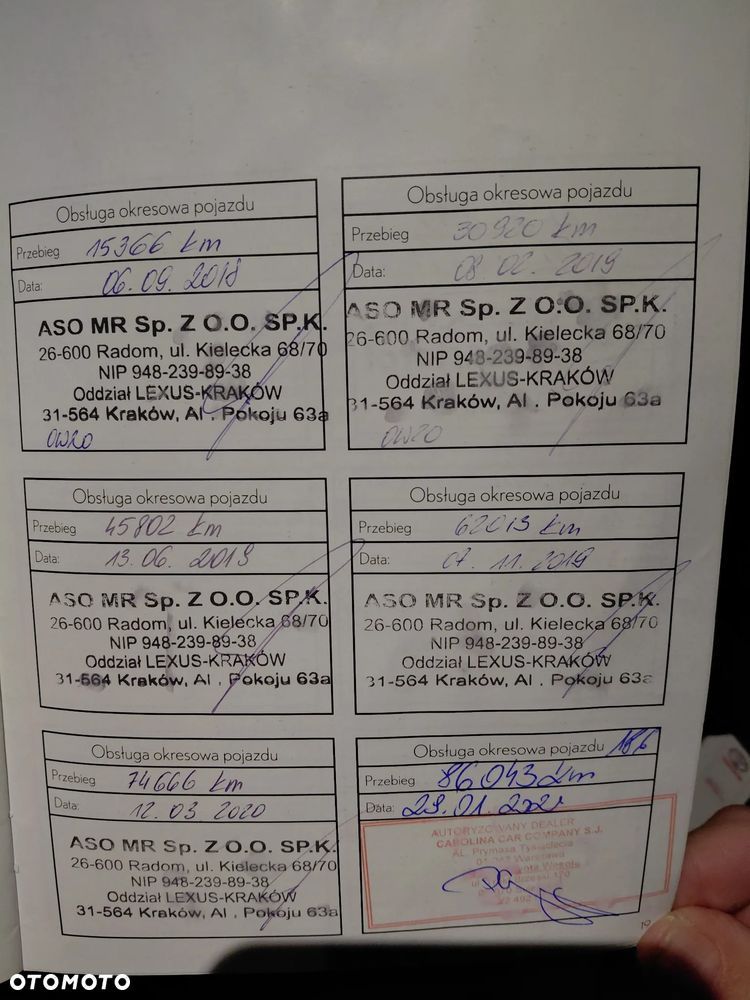 Obsługa okresowa pojazdu
Przebieg 15366 km
Data: 06.09.2018
ASO MR Sp. Z O.O. SP.K.
26-600 Radom, ul. Kielecka 68/70
NIP 948-239-89-38
Oddział LEXUS-KRAKÓW
31-564 Kraków, Al . Pokoju 63a
OW20
Obsługa okresowa pojazdu
Przebieg 30920 km
Data: 08.02.2019
ASO MR Sp. Z O.O. SP.K.
26-600 Radom, ul. Kielecka 68/70
NIP 948-239-89-38
Oddział LEXUS-KRAKÓW
31-564 Kraków, Al . Pokoju 63a
OW20
Obsługa okresowa pojazdu
Przebieg 45802 km
Data: 13.06.2019
ASO MR Sp. Z O.O. SP.K.
26-600 Radom, ul. Kielecka 68/70
NIP 948-239-89-38
Oddział LEXUS-KRAKÓW
31-564 Kraków, Al . Pokoju 63a
Obsługa okresowa pojazdu
Przebieg 62013 km
Data: 07.11.2019
ASO MR Sp. Z O.O. SP.K.
26-600 Radom, ul. Kielecka 68/70
NIP 948-239-89-38
Oddział LEXUS-KRAKÓW
31-564 Kraków, Al . Pokoju 63a
Obsługa okresowa pojazdu
Przebieg 74666 km
Data: 12.03.2020
ASO MR Sp. Z O.O. SP.K.
26-600 Radom, ul. Kielecka 68/70
NIP 948-239-89-38
Oddział LEXUS-KRAKÓW
31-564 Kraków, Al . Pokoju 63a
Obsługa okresowa pojazdu
Przebieg 86043 km
Data: 29.01.2021
AUTORYZOWANY DEALER
CAROLINA CAR COMPANY S.J.
AL. Prymasa Tysiąclecia
Warszawa
Toyota Wesoła
19
OTOMOTO